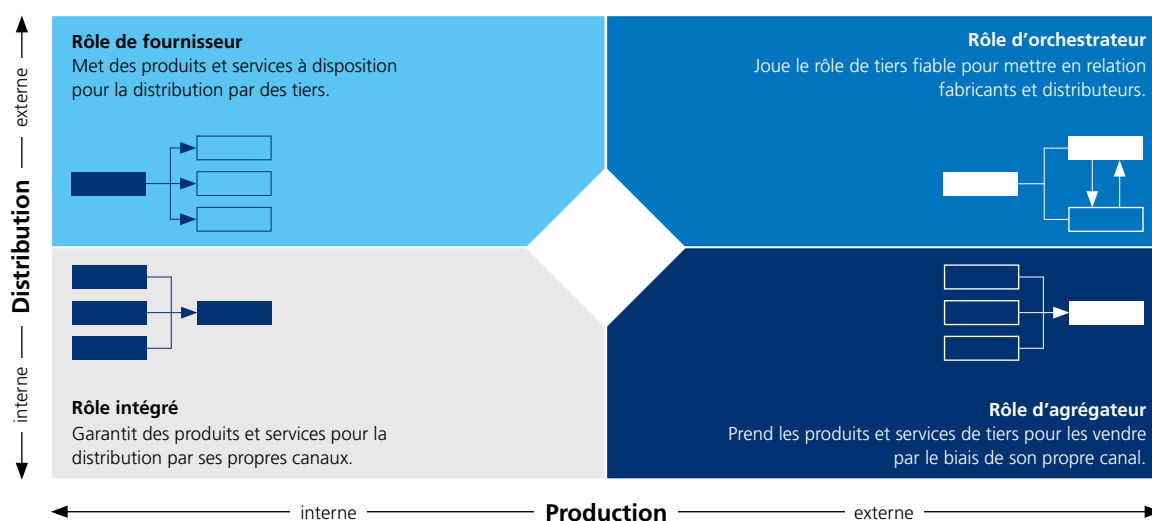 Rôle de fournisseur
Met des produits et services à disposition
pour la distribution par des tiers.
Rôle d’orchestrateur
Joue le rôle de tiers fiable pour mettre en relation
fabricants et distributeurs.
externe
Distribution
interne
Rôle intégré
Garantit des produits et services pour la
distribution par ses propres canaux.
Rôle d’agrégateur
Prend les produits et services de tiers pour les vendre
par le biais de son propre canal.
interne
Production
externe